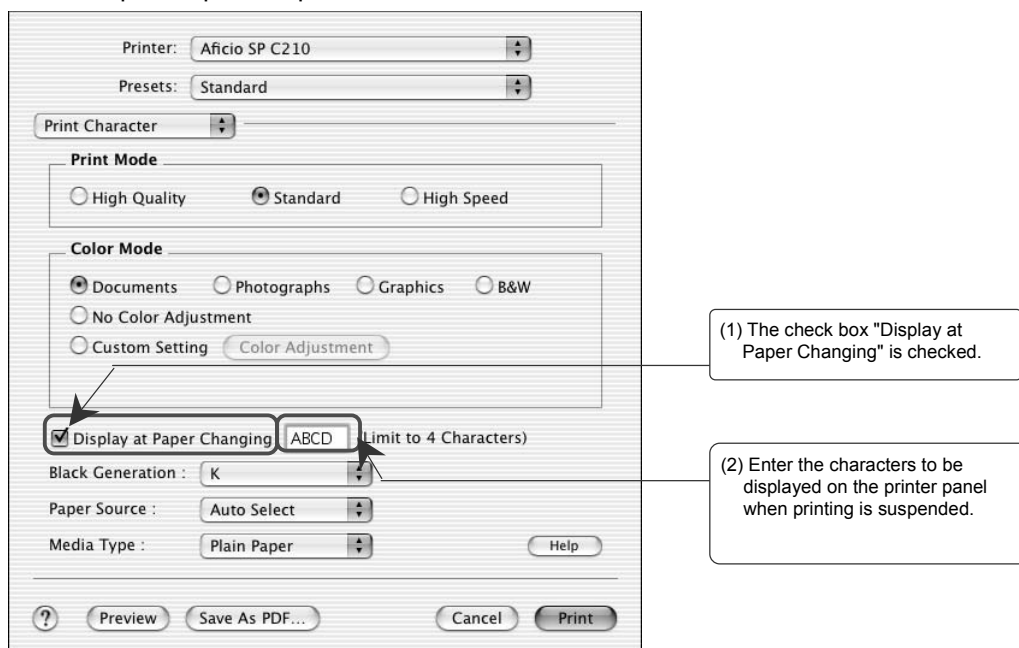 Printer: Aficio SP C210
Presets: Standard
Print Character
Print Mode
High Quality Standard High Speed
Color Mode
Documents Photographs Graphics B&W
No Color Adjustment
Custom Setting Color Adjustment
(1) The check box "Display at
Paper Changing" is checked.
Display at Paper Changing ABCD Limit to 4 Characters)
Black Generation : K
Paper Source : Auto Select
Media Type : Plain Paper Help
(2) Enter the characters to be
displayed on the printer panel
when printing is suspended.
? Preview Save As PDF... Cancel Print